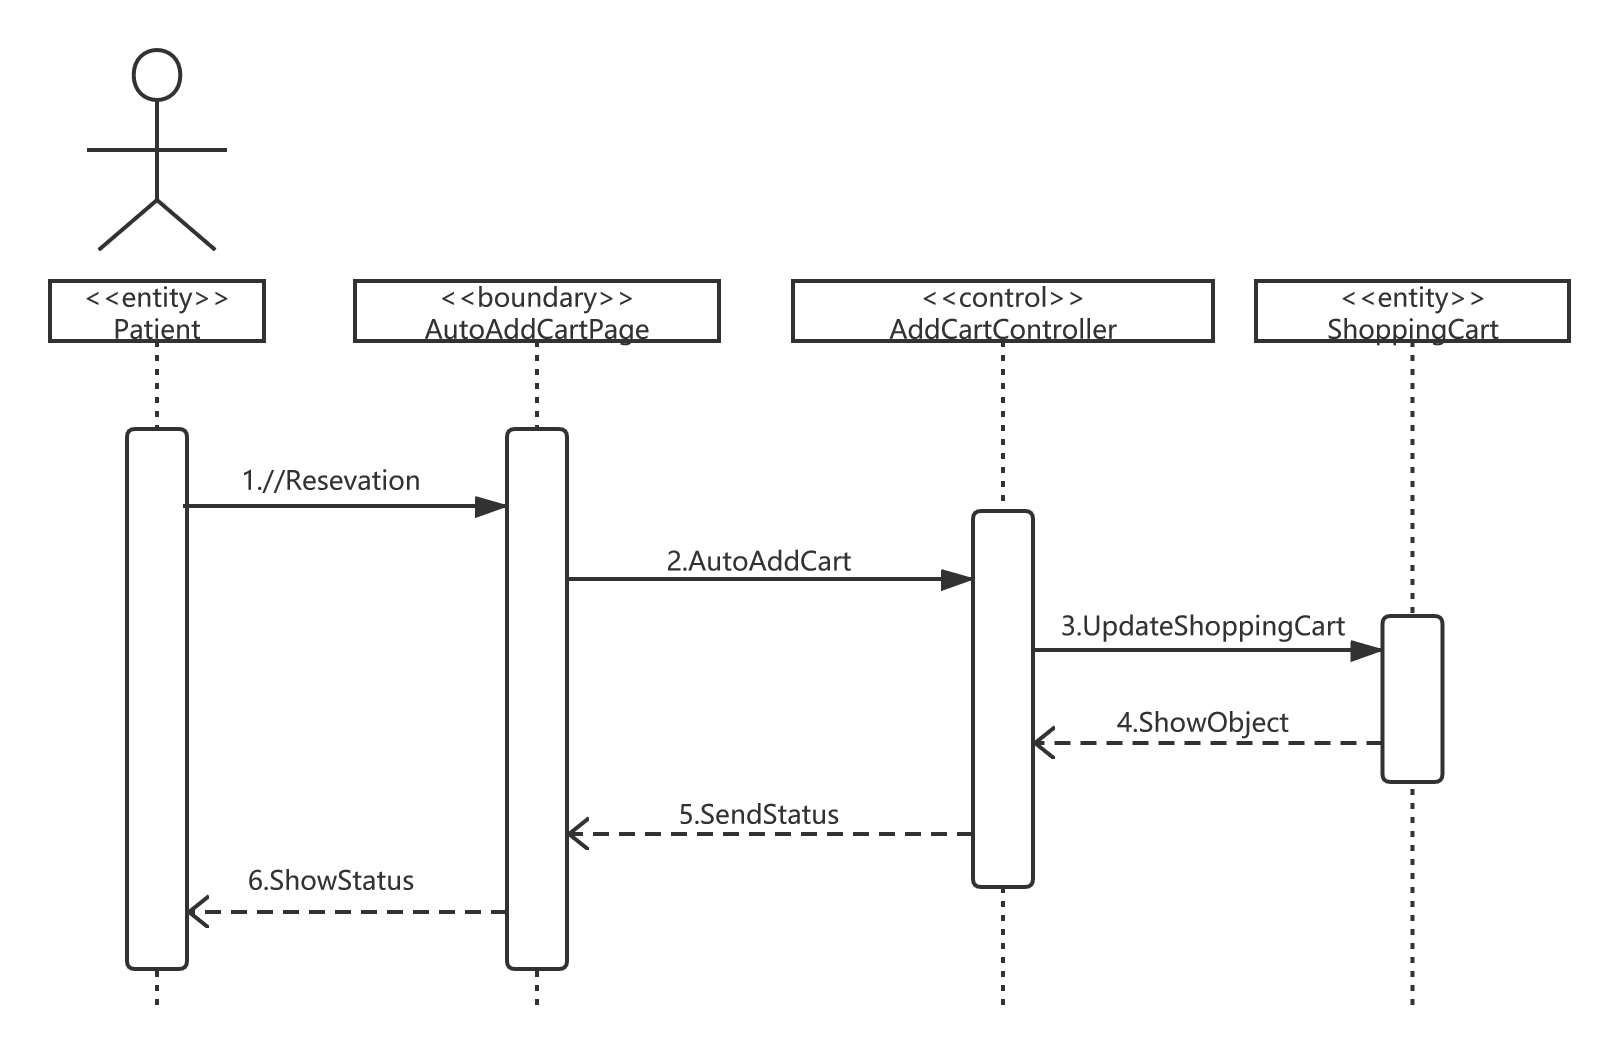 <<entity>>
Patient
<<boundary>>
AutoAddCartPage
<<control>>
AddCartController
<<entity>>
ShoppingCart
1.//Resevation
2.AutoAddCart
3.UpdateShoppingCart
4.ShowObject
5.SendStatus
6.ShowStatus